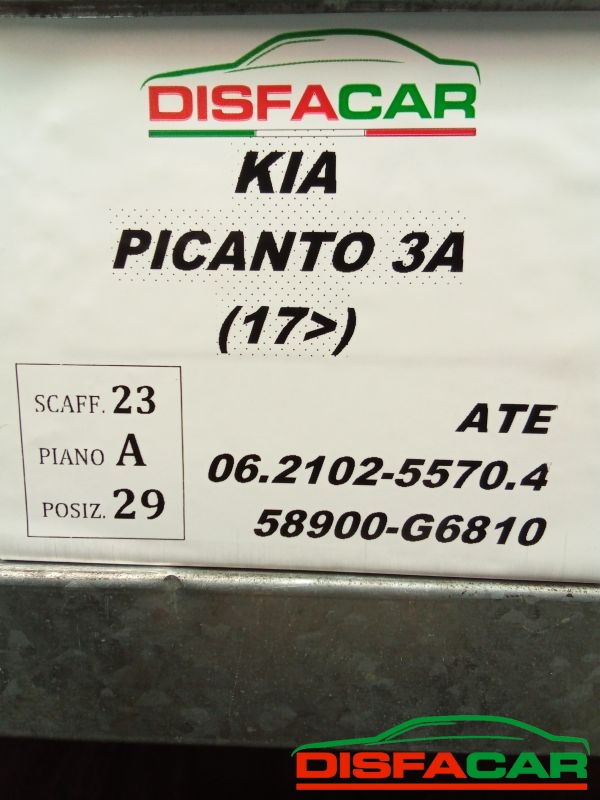 DISFACAR
KIA
PICANTO 3A
(17>)
SCAFF. 23
PIANO A
POSIZ. 29
ATE
06.2102-5570.4
58900-G6810
DISFACAR